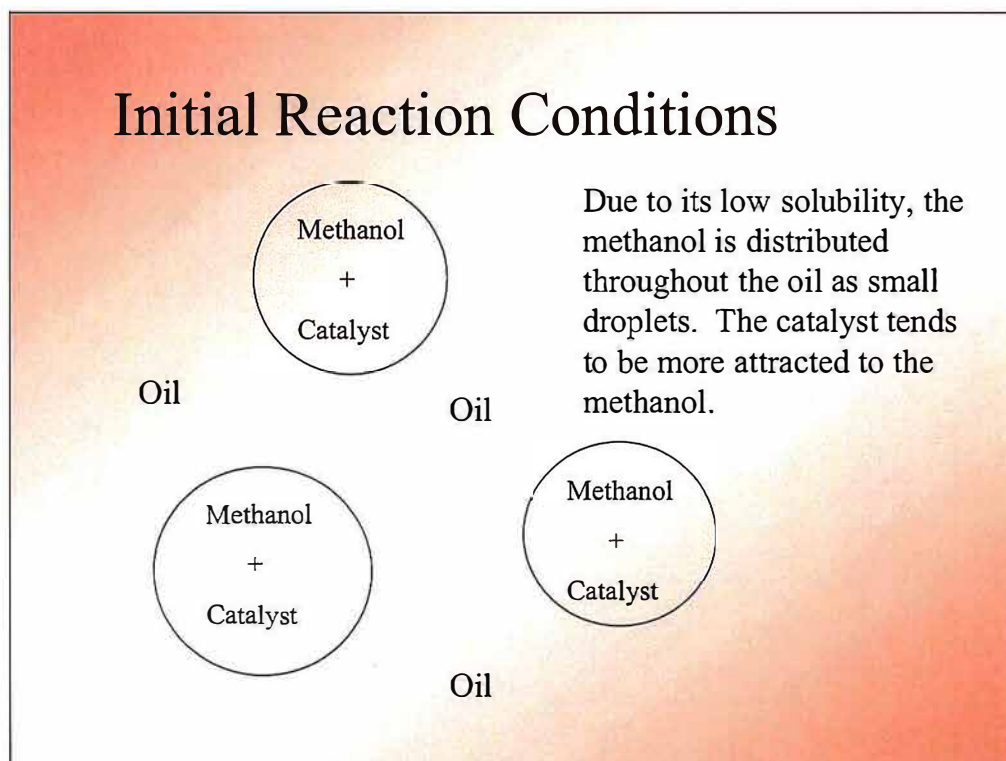 Initial Reaction Conditions
Methanol
+
Catalyst
Due to its low solubility, the
methanol is distributed
throughout the oil as small
droplets.  The catalyst tends
to be more attracted to the
methanol.
Oil
Oil
Methanol
+
Catalyst
Methanol
+
Catalyst
Oil